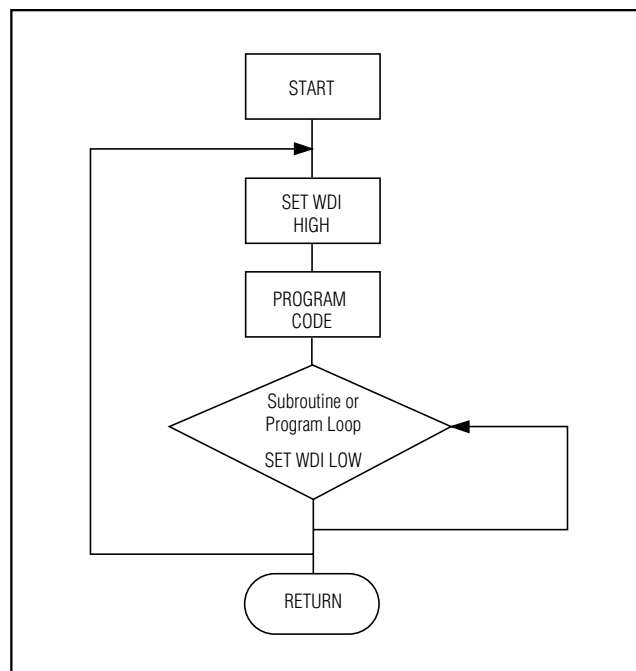 START
SET WDI
HIGH
PROGRAM
CODE
Subroutine or
Program Loop
SET WDI LOW
RETURN